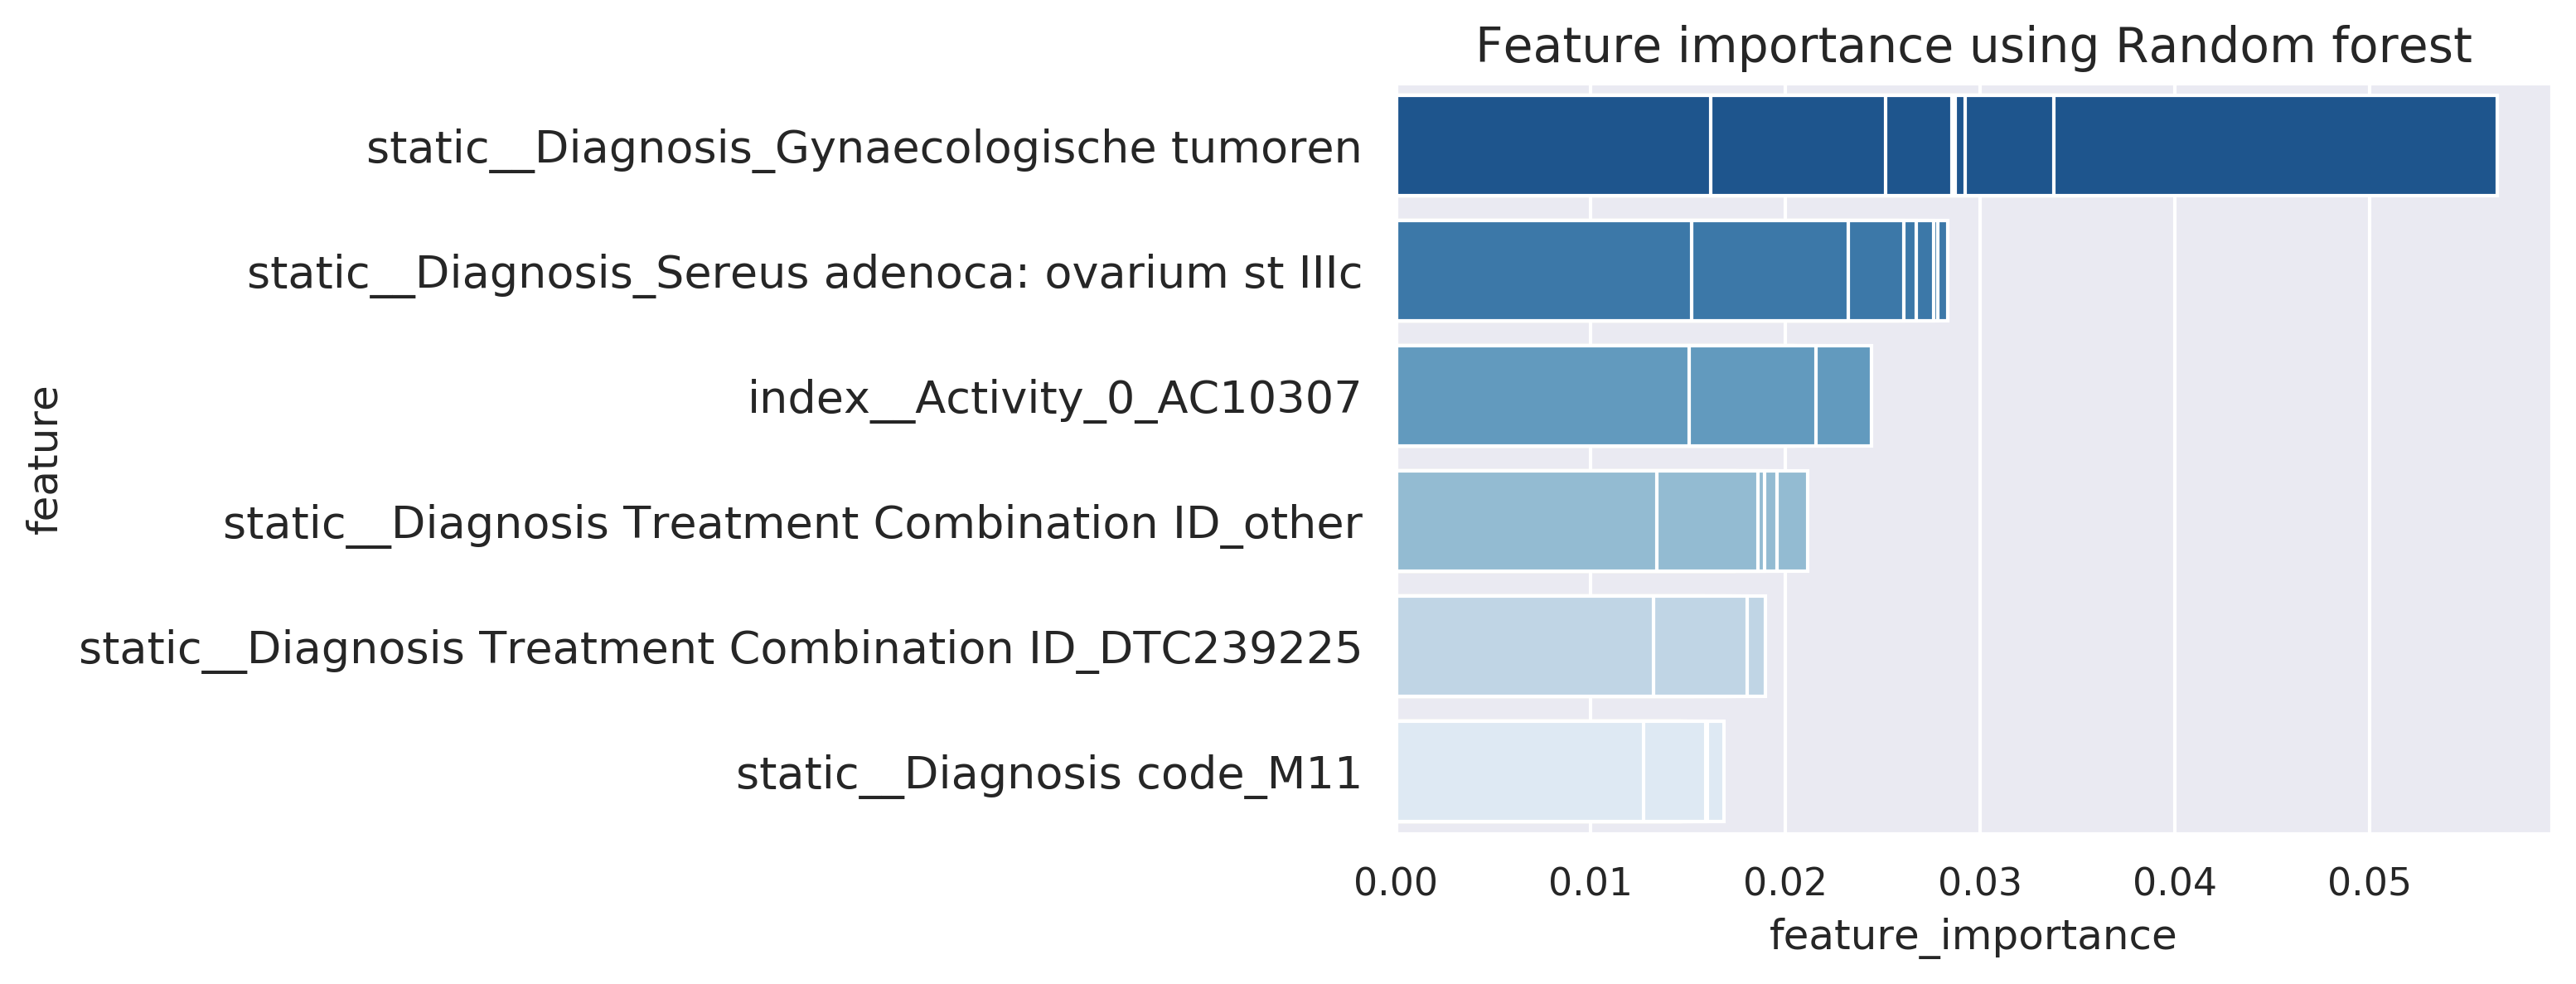 Feature importance using Random forest
feature
static__Diagnosis_Gynaecologische tumoren
static__Diagnosis_Sereus adenoca: ovarium st IIIc
index__Activity_0_AC10307
static__Diagnosis Treatment Combination ID_other
static__Diagnosis Treatment Combination ID_DTC239225
static__Diagnosis code_M11
0.00 0.01 0.02 0.03 0.04 0.05
feature_importance